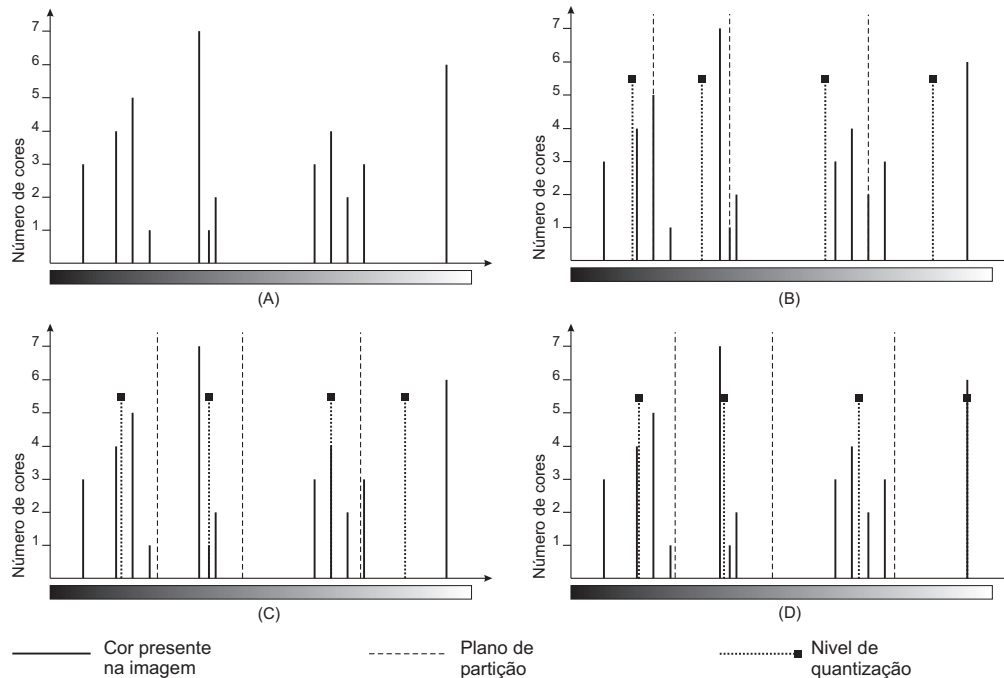 Número de cores
7
6
5
4
3
2
1
(A)
Número de cores
7
6
5
4
3
2
1
(B)
Número de cores
7
6
5
4
3
2
1
(C)
Número de cores
7
6
5
4
3
2
1
(D)
Cor presente
na imagem
Plano de
partição
Nivel de
quantização